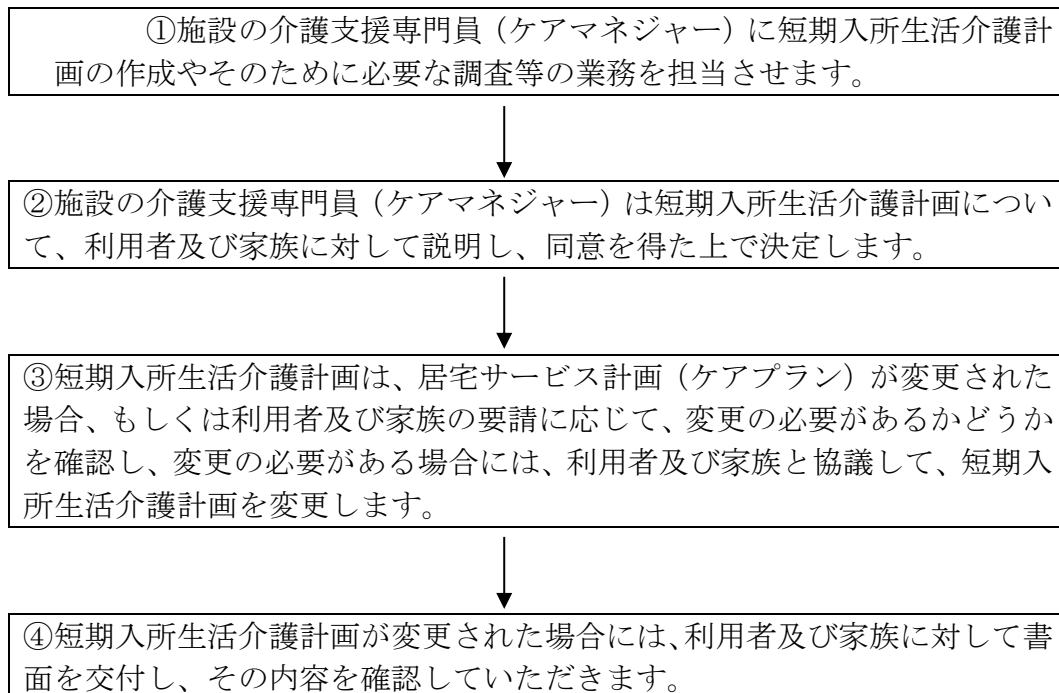 ①施設の介護支援専門員（ケアマネジャー）に短期入所生活介護計
画の作成やそのために必要な調査等の業務を担当させます。
②施設の介護支援専門員（ケアマネジャー）は短期入所生活介護計画につい
て、利用者及び家族に対して説明し、同意を得た上で決定します。
③短期入所生活介護計画は、居宅サービス計画（ケアプラン）が変更された
場合、もしくは利用者及び家族の要請に応じて、変更の必要があるかどうか
を確認し、変更の必要がある場合には、利用者及び家族と協議して、短期入
所生活介護計画を変更します。
④短期入所生活介護計画が変更された場合には、利用者及び家族に対して書
面を交付し、その内容を確認していただきます。